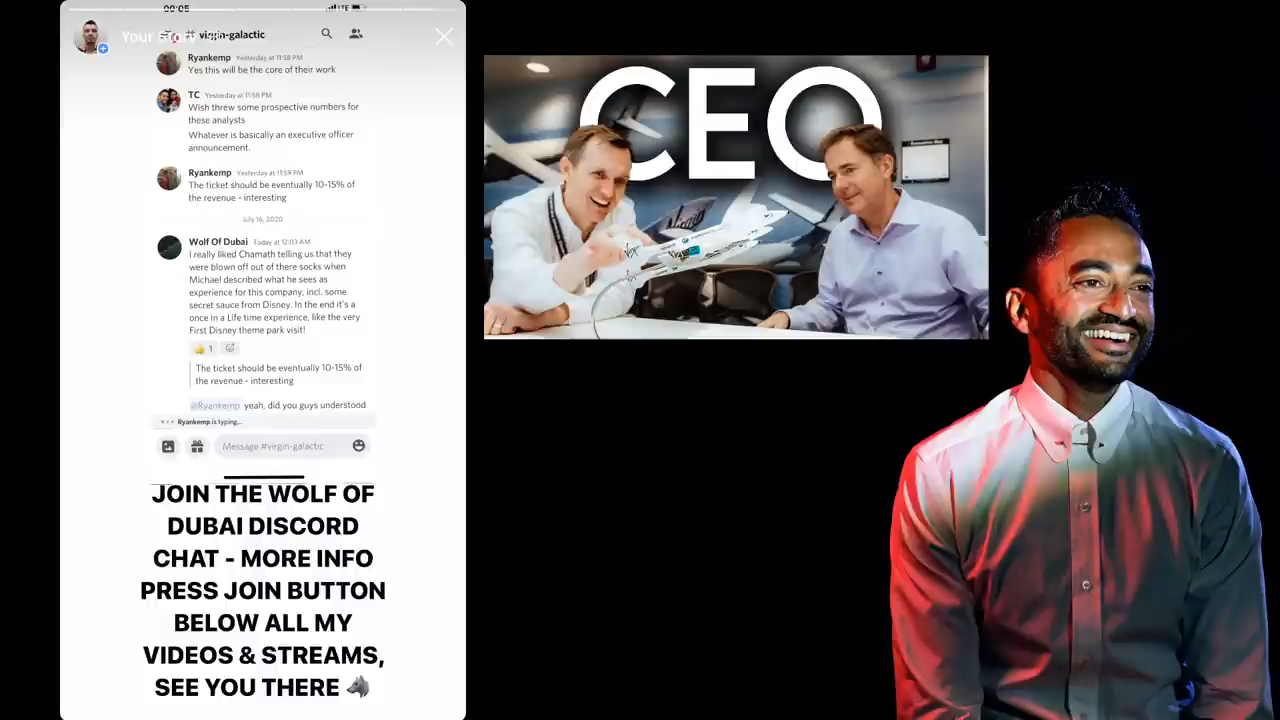 00:05
LTE
Your Story
# virgin-galactic
Ryankemp Yesterday at 11:58 PM
Yes this will be the core of their work
TC Yesterday at 11:58 PM
Wish threw some prospective numbers for
these analysts
Whatever is basically an executive officer
announcement.
Ryankemp Yesterday at 11:59 PM
The ticket should be eventually 10-15% of
the revenue - interesting
July 16, 2020
Wolf Of Dubai Today at 12:03 AM
I really liked Chamath telling us that they
were blown off out of there socks when
Michael described what he sees as
experience for this company, incl. some
secret sauce from Disney. In the end it's a
once in a Life time experience, like the very
First Disney theme park visit!
👍 1
The ticket should be eventually 10-15% of
the revenue - interesting
@Ryankemp yeah, did you guys understood
Ryankemp is typing...
Message #virgin-galactic
JOIN THE WOLF OF
DUBAI DISCORD
CHAT - MORE INFO
PRESS JOIN BUTTON
BELOW ALL MY
VIDEOS & STREAMS,
SEE YOU THERE 🐺
CEO